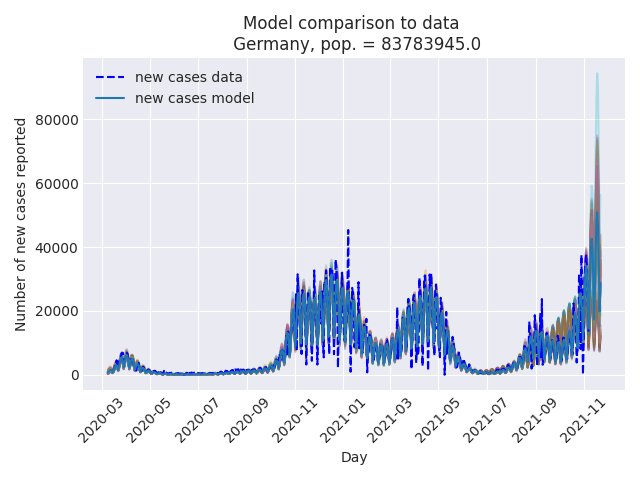 Model comparison to data
Germany, pop. = 83783945.0
new cases data
new cases model
Number of new cases reported
80000
60000
40000
20000
0
2020-03
2020-05
2020-07
2020-09
2020-11
2021-01
2021-03
2021-05
2021-07
2021-09
2021-11
Day